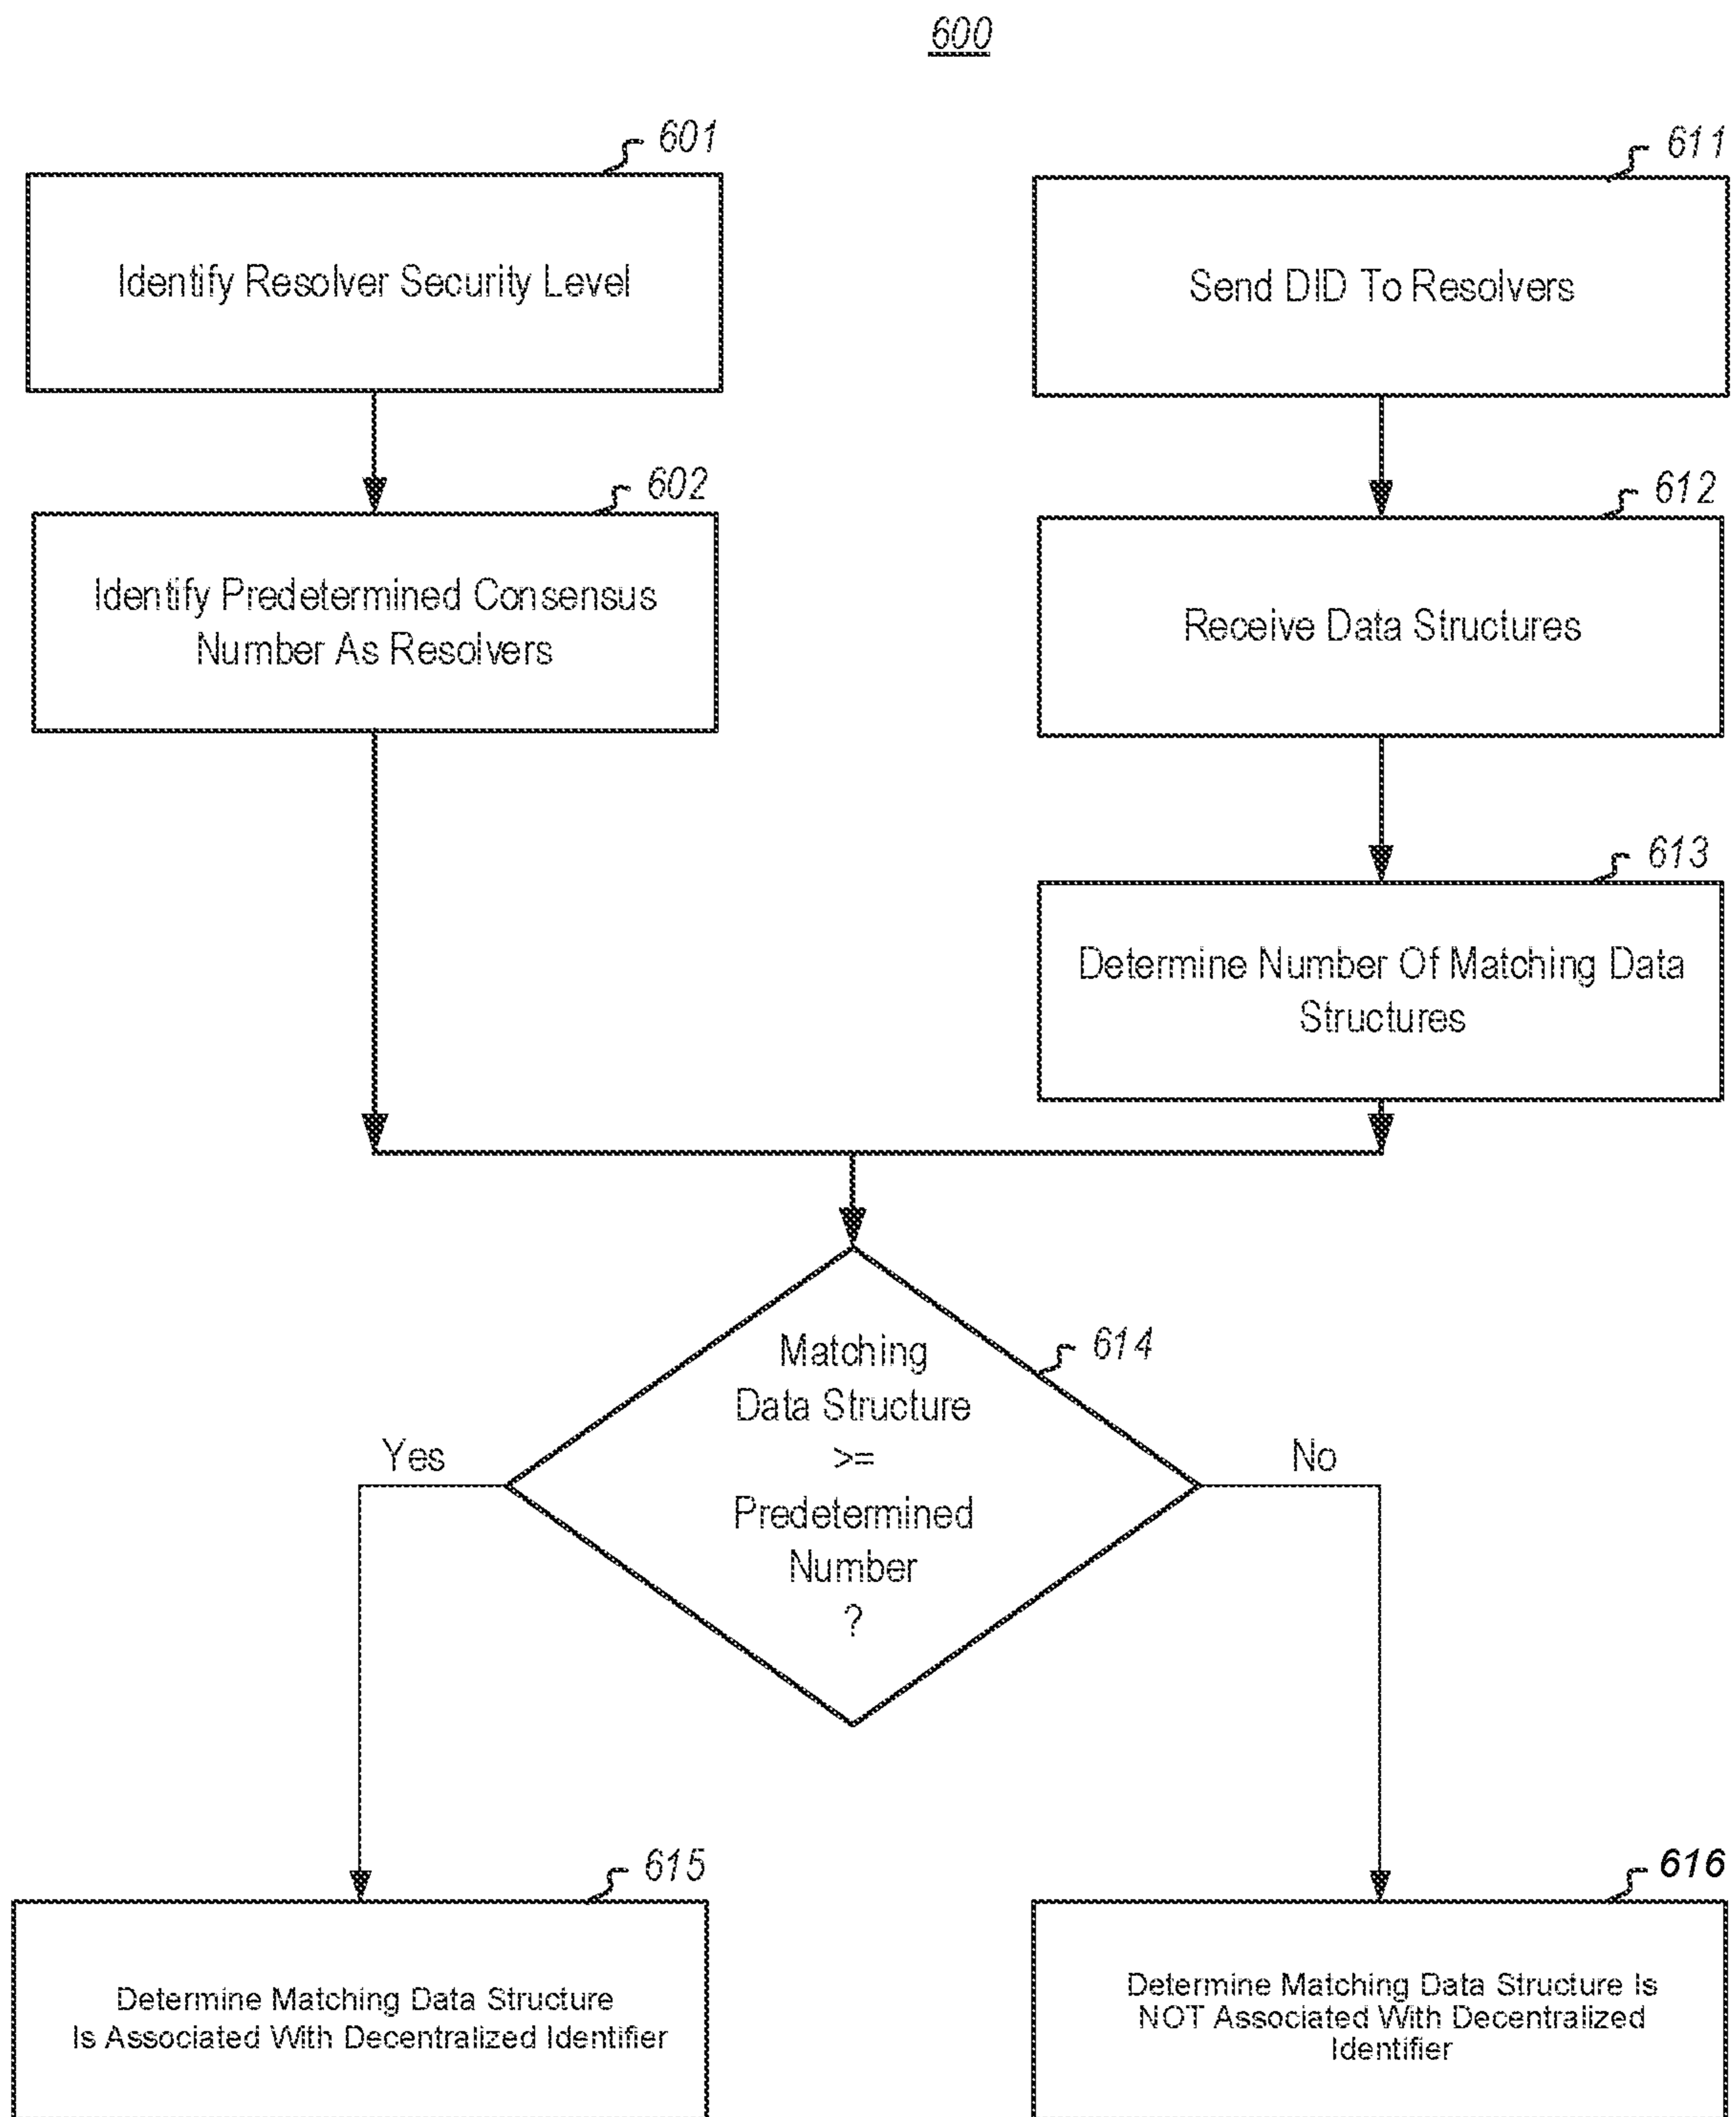 600
601
Identify Resolver Security Level
602
Identify Predetermined Consensus
Number As Resolvers
611
Send DID To Resolvers
612
Receive Data Structures
613
Determine Number Of Matching Data
Structures
614
Matching
Data Structure
>=
Predetermined
Number
?
Yes
No
615
Determine Matching Data Structure
Is Associated With Decentralized Identifier
616
Determine Matching Data Structure Is
NOT Associated With Decentralized
Identifier